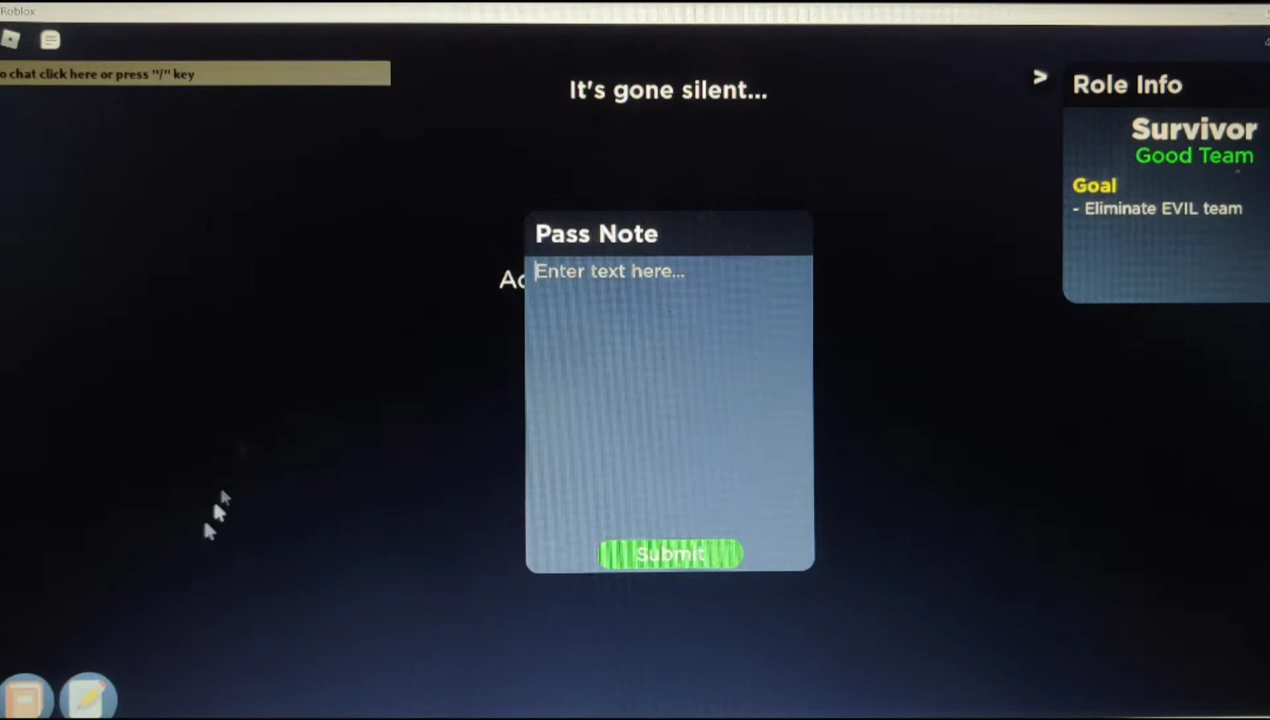 Roblox
o chat click here or press "/" key
It's gone silent...
>
Role Info
Survivor
Good Team
Goal
- Eliminate EVIL team
Pass Note
Enter text here...
Ac
Submit